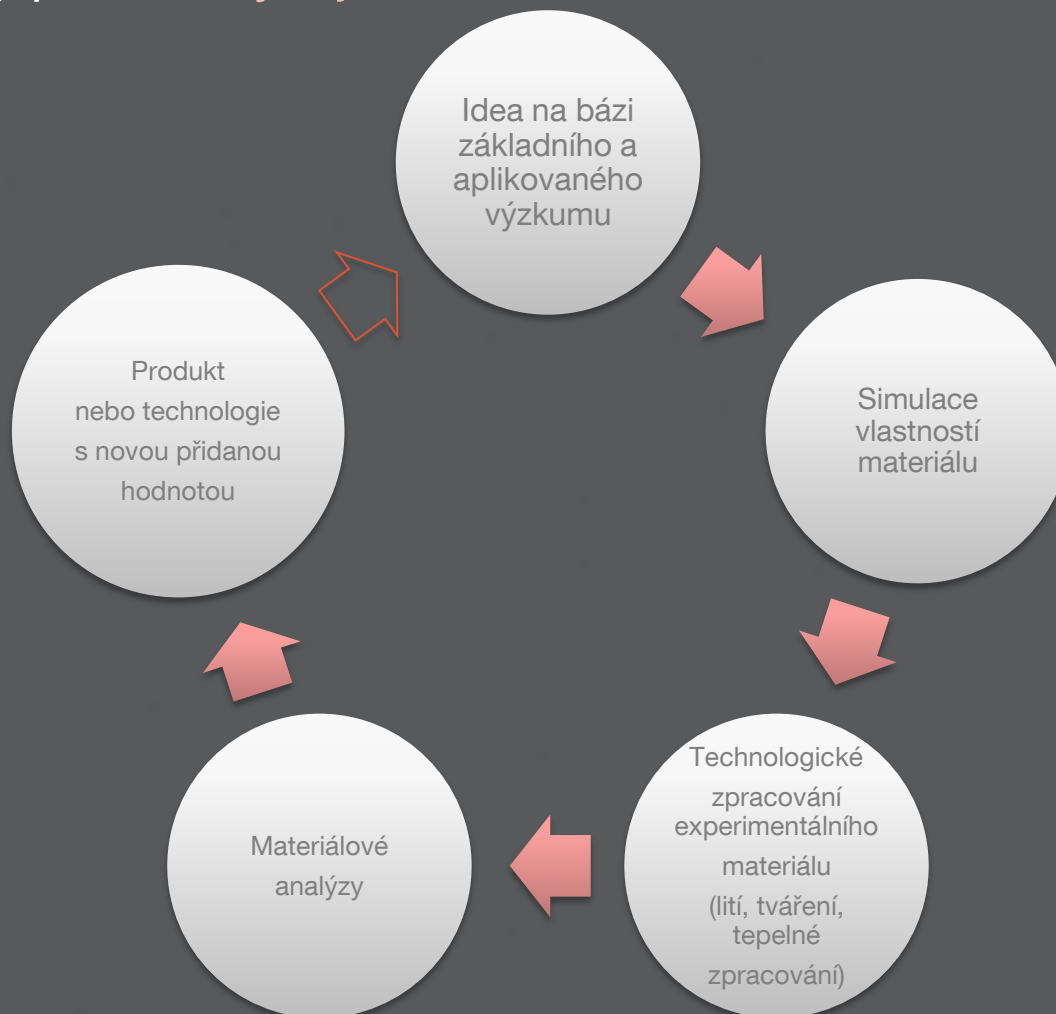 Idea na bázi
základního a
aplikovaného
výzkumu
Simulace
vlastností
materiálu
Technologické
zpracování
experimentálního
materiálu
(lití, tváření,
tepelné
zpracování)
Materiálové
analýzy
Produkt
nebo technologie
s novou přidanou
hodnotou